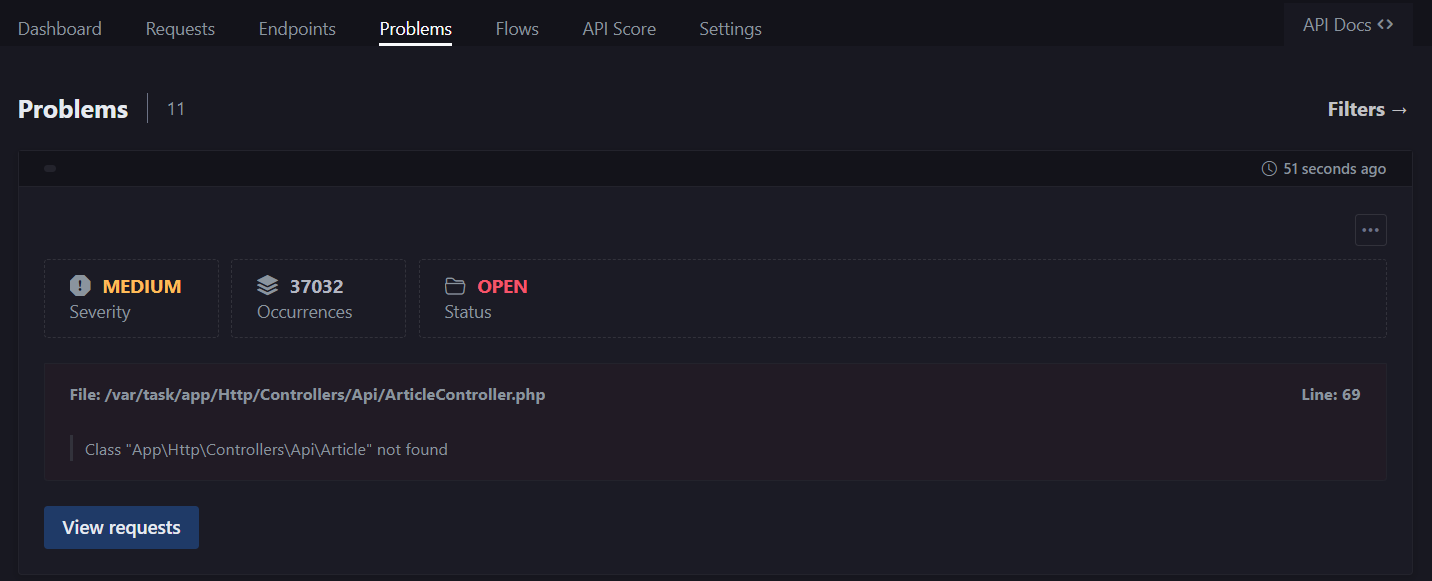 Dashboard Requests Endpoints Problems Flows API Score Settings API Docs <>
Problems 11 Filters →
51 seconds ago
...
MEDIUM 37032 OPEN
Severity Occurrences Status
File: /var/task/app/Http/Controllers/Api/ArticleController.php Line: 69
Class "App\Http\Controllers\Api\Article" not found
View requests